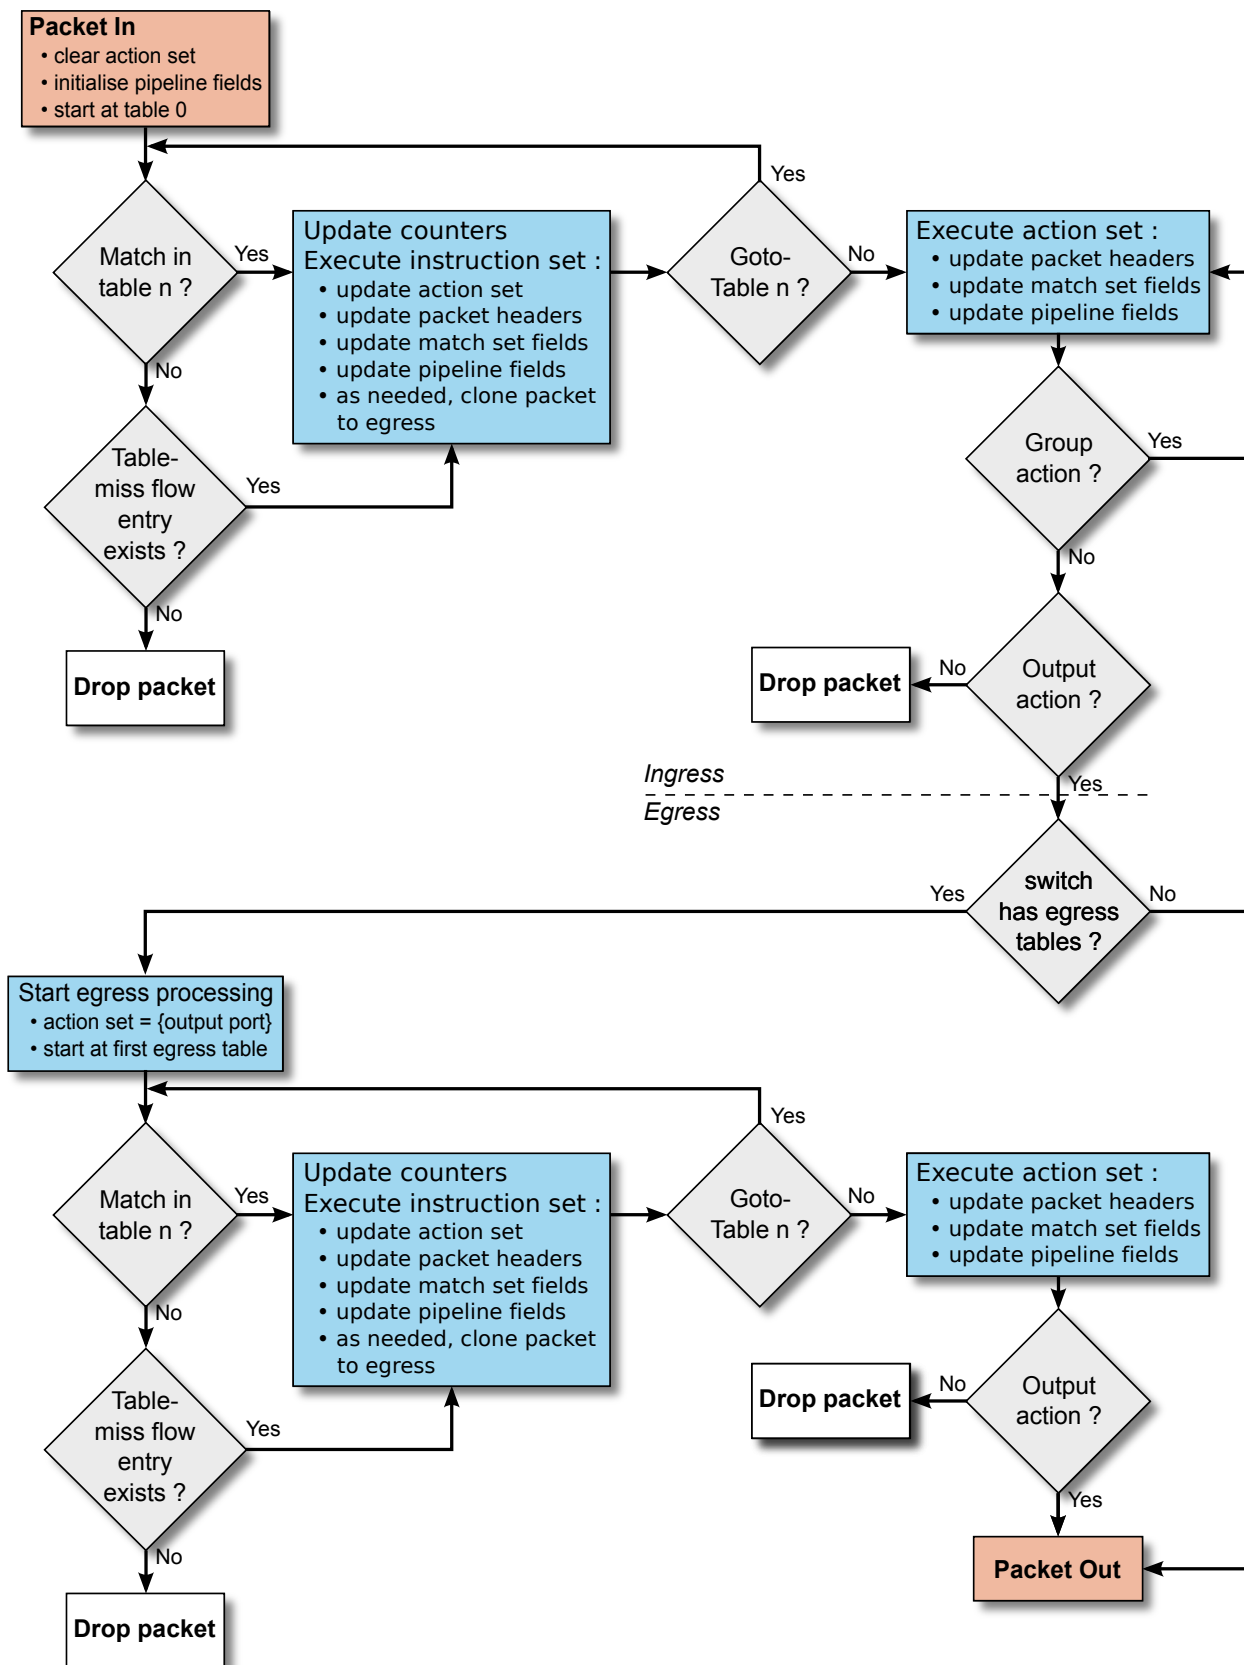 Packet In
• clear action set
• initialise pipeline fields
• start at table 0
Yes
Match in
table n ?
Yes
Update counters
Execute instruction set :
• update action set
• update packet headers
• update match set fields
• update pipeline fields
• as needed, clone packet
to egress
Goto-
Table n ?
No
Execute action set :
• update packet headers
• update match set fields
• update pipeline fields
No
Table-
miss flow
entry
exists ?
Yes
Group
action ?
Yes
No
No
Drop packet
Output
action ?
No
Drop packet
Yes
Ingress
Egress
switch
has egress
tables ?
Yes
No
Start egress processing
• action set = {output port}
• start at first egress table
Yes
Match in
table n ?
Yes
Update counters
Execute instruction set :
• update action set
• update packet headers
• update match set fields
• update pipeline fields
• as needed, clone packet
to egress
Goto-
Table n ?
No
Execute action set :
• update packet headers
• update match set fields
• update pipeline fields
No
Table-
miss flow
entry
exists ?
Yes
Output
action ?
No
Drop packet
Yes
No
Packet Out
Drop packet